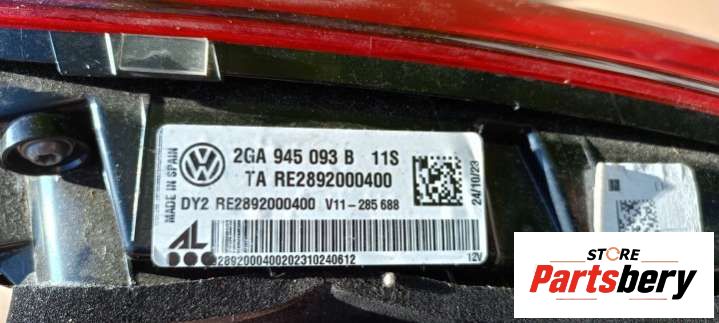 MADE IN SPAIN
2GA 945 093 B 11S
TA RE2892000400
DY2 RE2892000400 V11-285 688
24/10/23
AL
2892000400202310240612
12V
STORE
Partsbery